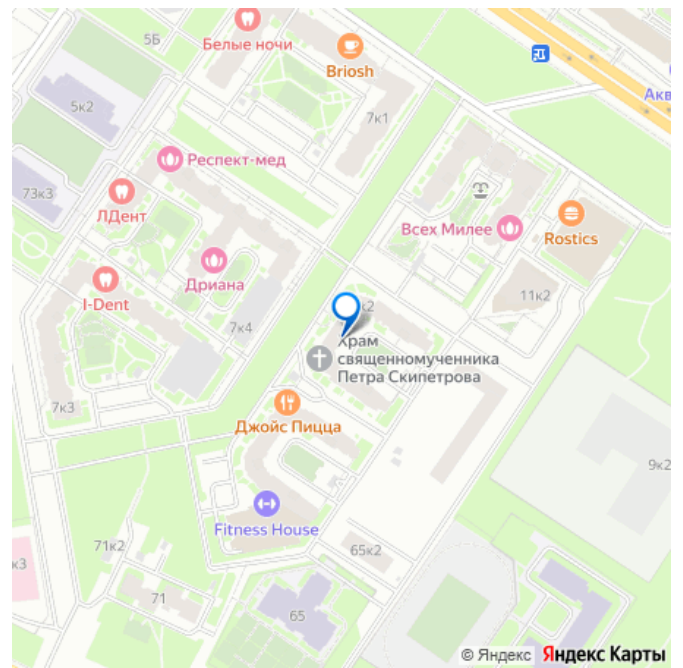 Белые ночи
5Б
Briosh
Акв
5к2
7к1
Респект-мед
73к3
ЛДент
Всех Милее
Rostics
Дриана
I-Dent
11к2
к2
7к4
Храм
священномученника
Петра Скипетрова
7к3
Джойс Пицца
9к2
Fitness House
71к2
65к2
к3
71
65
© Яндекс Яндекс Карты